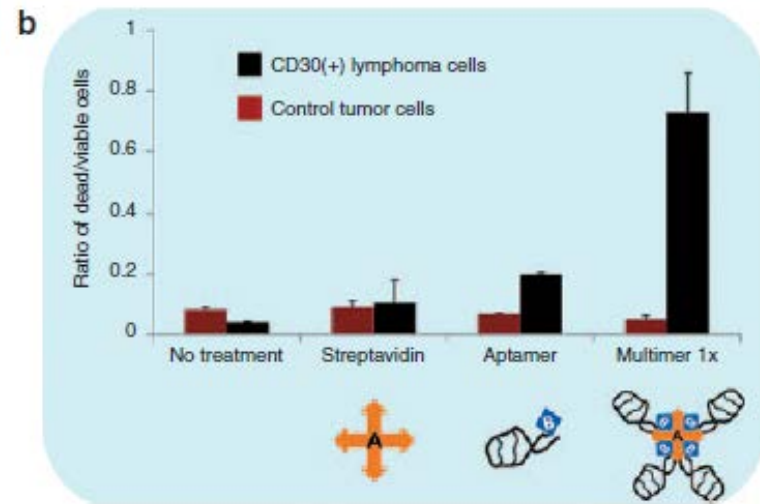 b
1
0.8
0.6
0.4
0.2
0
Ratio of dead/viable cells
CD30(+) lymphoma cells
Control tumor cells
No treatment Streptavidin Aptamer Multimer 1x
A
B
B B
A
B B